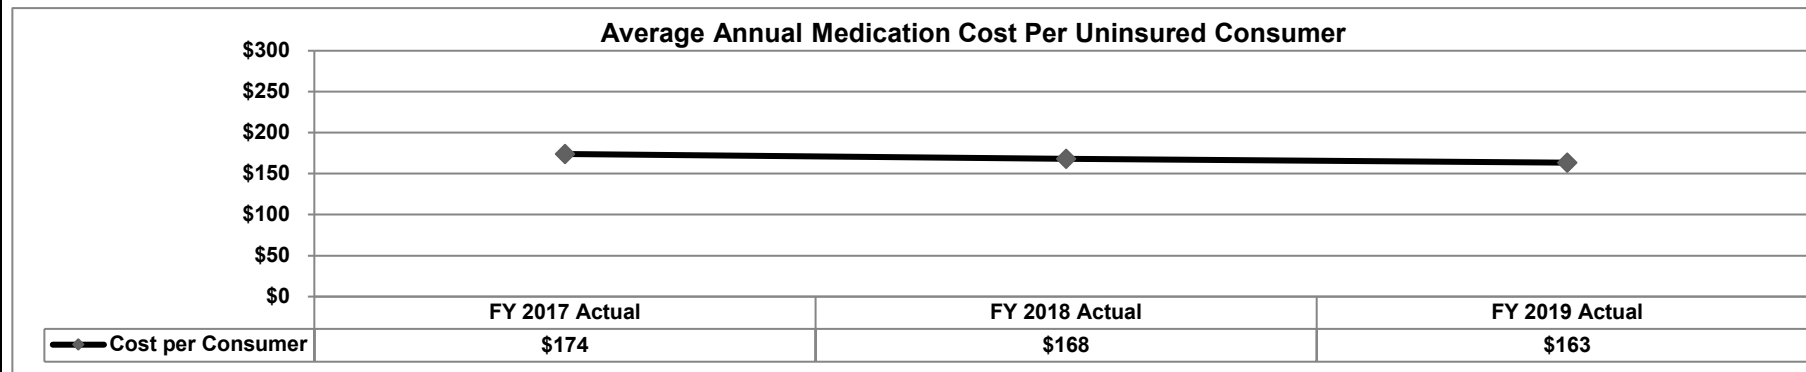 Average Annual Medication Cost Per Uninsured Consumer
$300
$250
$200
$150
$100
$50
$0
FY 2017 Actual FY 2018 Actual FY 2019 Actual
Cost per Consumer $174 $168 $163